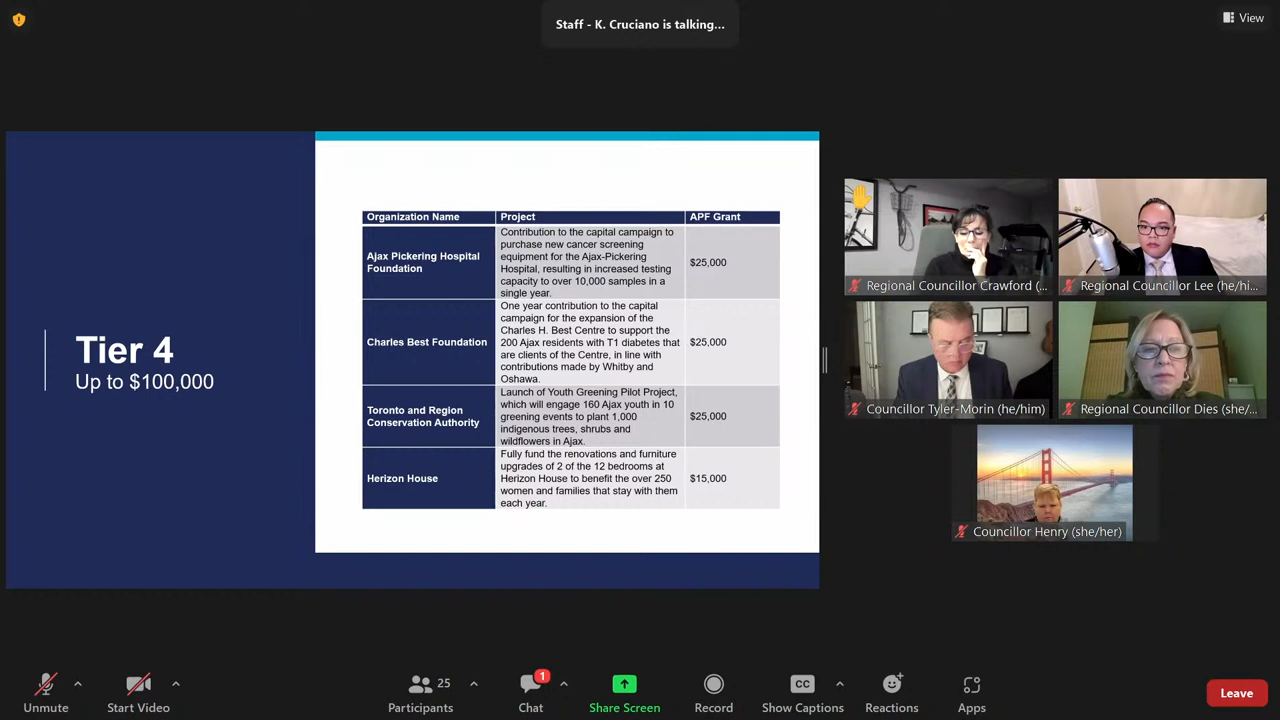 Staff - K. Cruciano is talking...
View
Tier 4
Up to $100,000
Organization Name
Project
APF Grant
Ajax Pickering Hospital
Foundation
Contribution to the capital campaign to
purchase new cancer screening
equipment for the Ajax-Pickering
Hospital, resulting in increased testing
capacity to over 10,000 samples in a
single year.
$25,000
Charles Best Foundation
One year contribution to the capital
campaign for the expansion of the
Charles H. Best Centre to support the
200 Ajax residents with T1 diabetes that
are clients of the Centre, in line with
contributions made by Whitby and
Oshawa.
$25,000
Toronto and Region
Conservation Authority
Launch of Youth Greening Pilot Project,
which will engage 160 Ajax youth in 10
greening events to plant 1,000
indigenous trees, shrubs and
wildflowers in Ajax.
$25,000
Herizon House
Fully fund the renovations and furniture
upgrades of 2 of the 12 bedrooms at
Herizon House to benefit the over 250
women and families that stay with them
each year.
$15,000
Regional Councillor Crawford (...
Regional Councillor Lee (he/hi...
Councillor Tyler-Morin (he/him)
Regional Councillor Dies (she/...
Councillor Henry (she/her)
Unmute
Start Video
25
Participants
1
Chat
Share Screen
Record
CC
Show Captions
Reactions
Apps
Leave